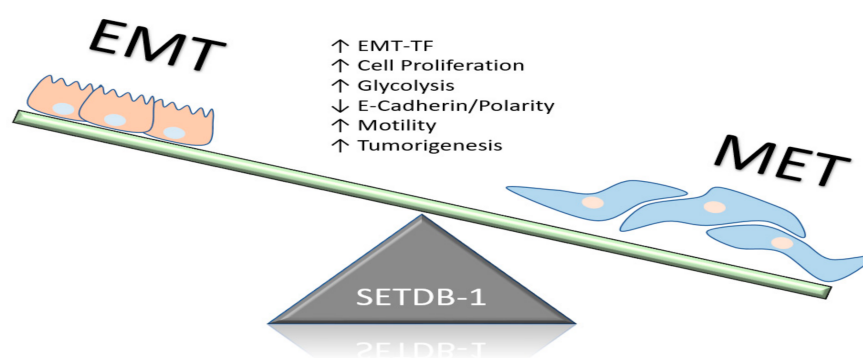 EMT
↑ EMT-TF
↑ Cell Proliferation
↑ Glycolysis
↓ E-Cadherin/Polarity
↑ Motility
↑ Tumorigenesis
MET
SETDB-1